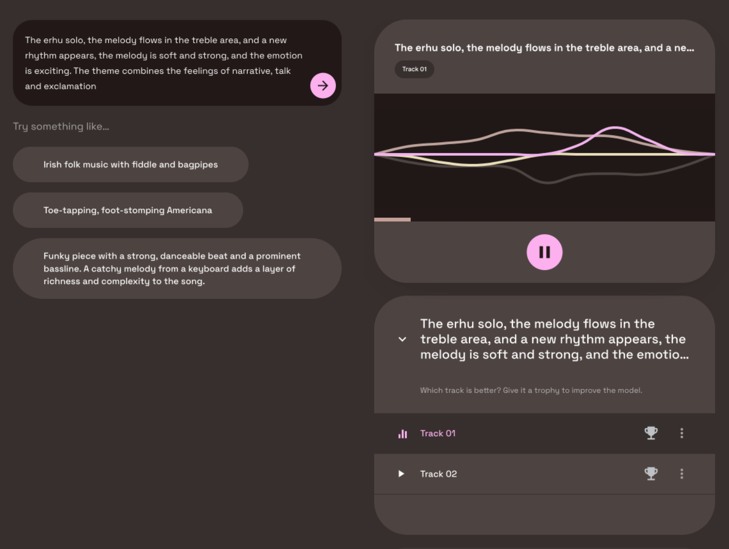 The erhu solo, the melody flows in the treble area, and a new
rhythm appears, the melody is soft and strong, and the emotion
is exciting. The theme combines the feelings of narrative, talk
and exclamation
Try something like...
Irish folk music with fiddle and bagpipes
Toe-tapping, foot-stomping Americana
Funky piece with a strong, danceable beat and a prominent
bassline. A catchy melody from a keyboard adds a layer of
richness and complexity to the song.
The erhu solo, the melody flows in the treble area, and a ne...
Track 01
The erhu solo, the melody flows in the
treble area, and a new rhythm appears, the
melody is soft and strong, and the emotio...
Which track is better? Give it a trophy to improve the model.
Track 01
Track 02